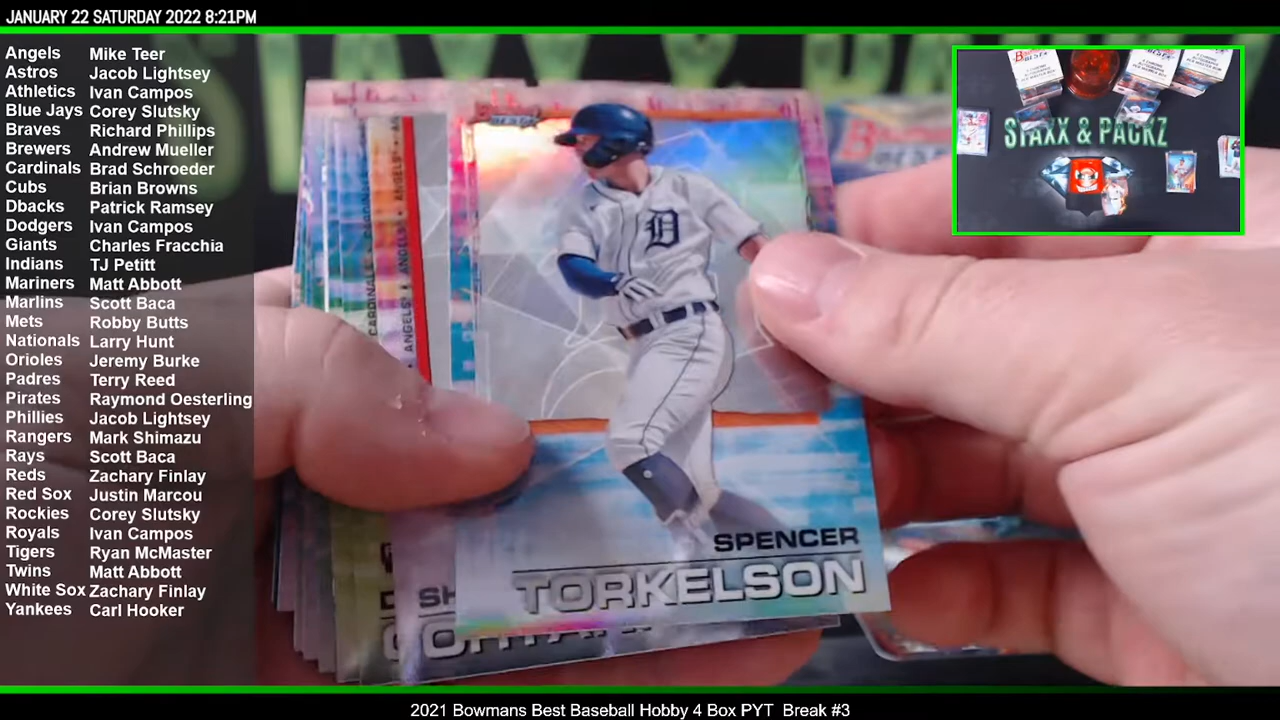 JANUARY 22 SATURDAY 2022 8:21PM
Angels Mike Teer
Astros Jacob Lightsey
Athletics Ivan Campos
Blue Jays Corey Slutsky
Braves Richard Phillips
Brewers Andrew Mueller
Cardinals Brad Schroeder
Cubs Brian Browns
Dbacks Patrick Ramsey
Dodgers Ivan Campos
Giants Charles Fracchia
Indians TJ Petitt
Mariners Matt Abbott
Marlins Scott Baca
Mets Robby Butts
Nationals Larry Hunt
Orioles Jeremy Burke
Padres Terry Reed
Pirates Raymond Oesterling
Phillies Jacob Lightsey
Rangers Mark Shimazu
Rays Scott Baca
Reds Zachary Finlay
Red Sox Justin Marcou
Rockies Corey Slutsky
Royals Ivan Campos
Tigers Ryan McMaster
Twins Matt Abbott
White Sox Zachary Finlay
Yankees Carl Hooker
BEST
D
ANGELS • ANGELS
CARDINALS
SPENCER
TORKELSON
SH
STAXX & PACKZ
2021 Bowmans Best Baseball Hobby 4 Box PYT Break #3